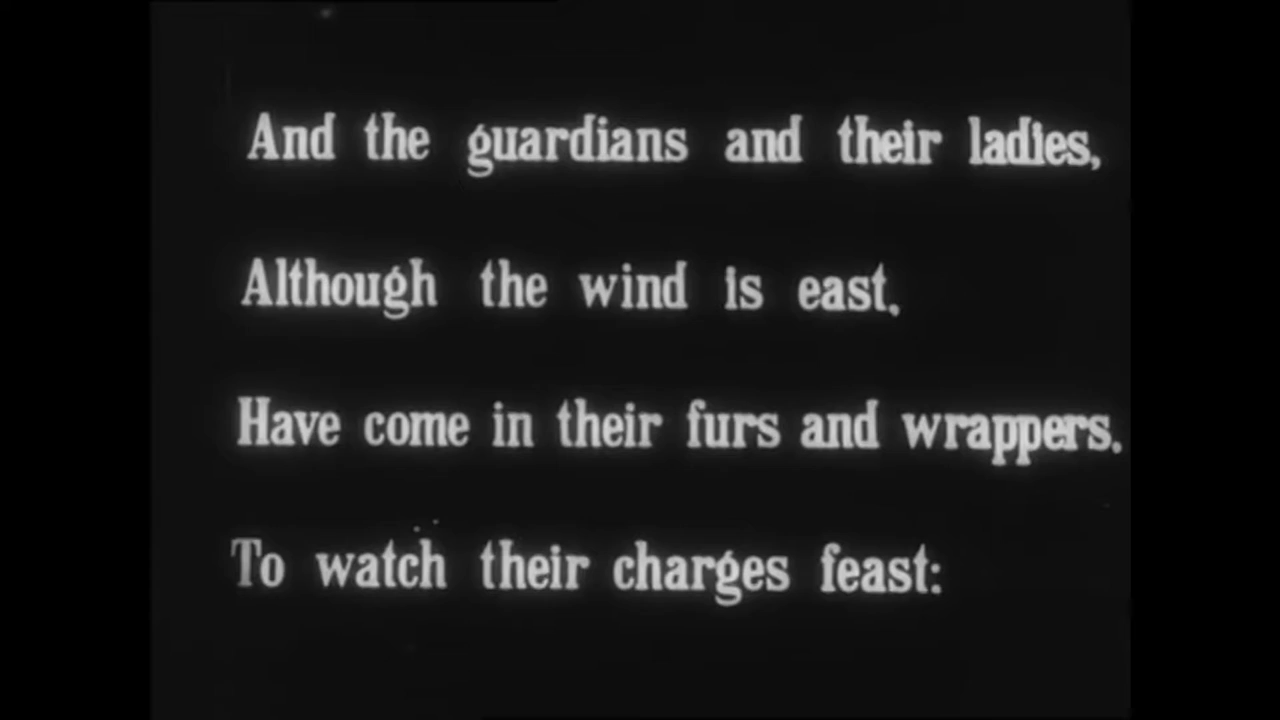 And the guardians and their ladies,
Although the wind is east,
Have come in their furs and wrappers.
To watch their charges feast: